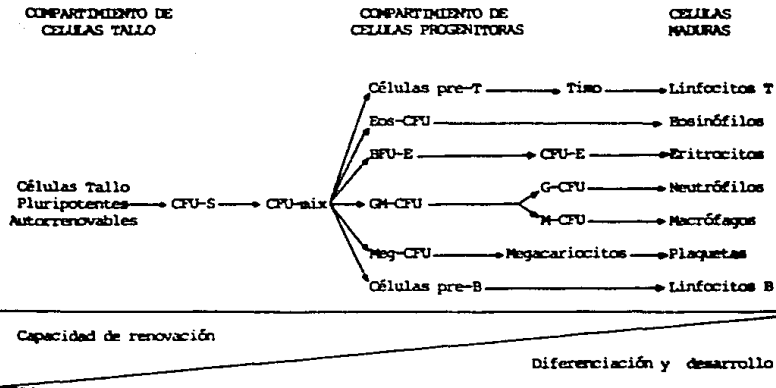 COMPARTIMIENTO DE CELULAS TALLO
COMPARTIMIENTO DE CELULAS PROGENITORAS
CELULAS MADURAS
Células pre-T Timo Linfocitos T
Eos-CFU Eosinófilos
BFU-E CFU-E Eritrocitos
Células Tallo Pluripotentes Autorrenovables CFU-S CFU-mix GM-CFU
G-CFU Neutrófilos
M-CFU Macrófagos
Meg-CFU Megacariocitos Plaquetas
Células pre-B Linfocitos B
Capacidad de renovación
Diferenciación y desarrollo